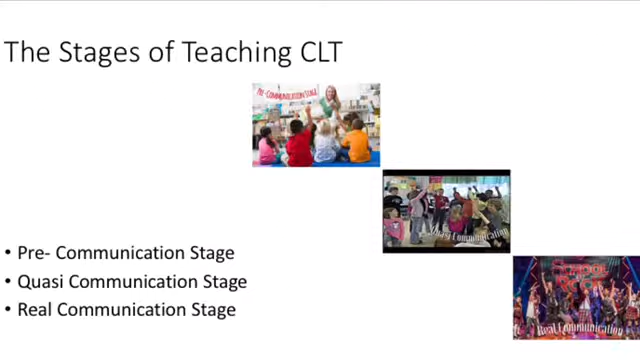 The Stages of Teaching CLT
PRE-COMMUNICATION STAGE
Quasi Communication
SCHOOL
OF
ROCK
Real Communication
• Pre- Communication Stage
• Quasi Communication Stage
• Real Communication Stage